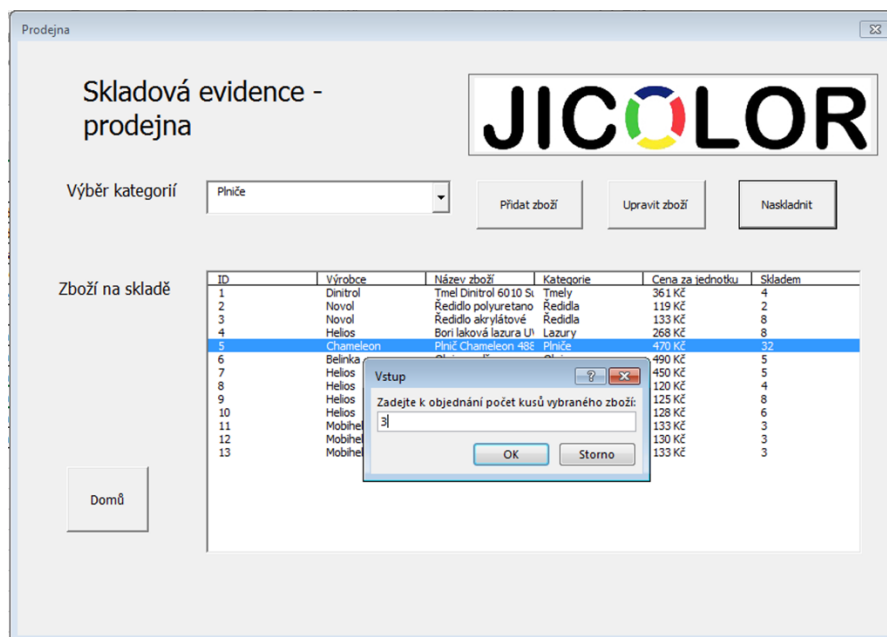 Prodejna
Skladová evidence -
prodejna
JICOLOR
Výběr kategorií
Plniče
Přidat zboží
Upravit zboží
Naskladnit
Zboží na skladě
ID Výrobce Název zboží Kategorie Cena za jednotku Skladem
1 Dinitrol Tmel Dinitrol 6010 Tmely 361 Kč 4
2 Novol Ředidlo polyuretano Ředidla 119 Kč 2
3 Novol Ředidlo akrylátové Ředidla 133 Kč 8
4 Helios Bori laková lazura Lazury 268 Kč 8
5 Chameleon Plnič Chameleon 488 Plniče 470 Kč 32
6 Belinka 490 Kč 5
7 Helios 450 Kč 5
8 Helios 120 Kč 4
9 Helios 125 Kč 8
10 Helios 128 Kč 6
11 Mobihel 133 Kč 3
12 Mobihel 130 Kč 3
13 Mobihel 133 Kč 3
Vstup
Zadejte k objednání počet kusů vybraného zboží:
3
OK
Storno
Domů